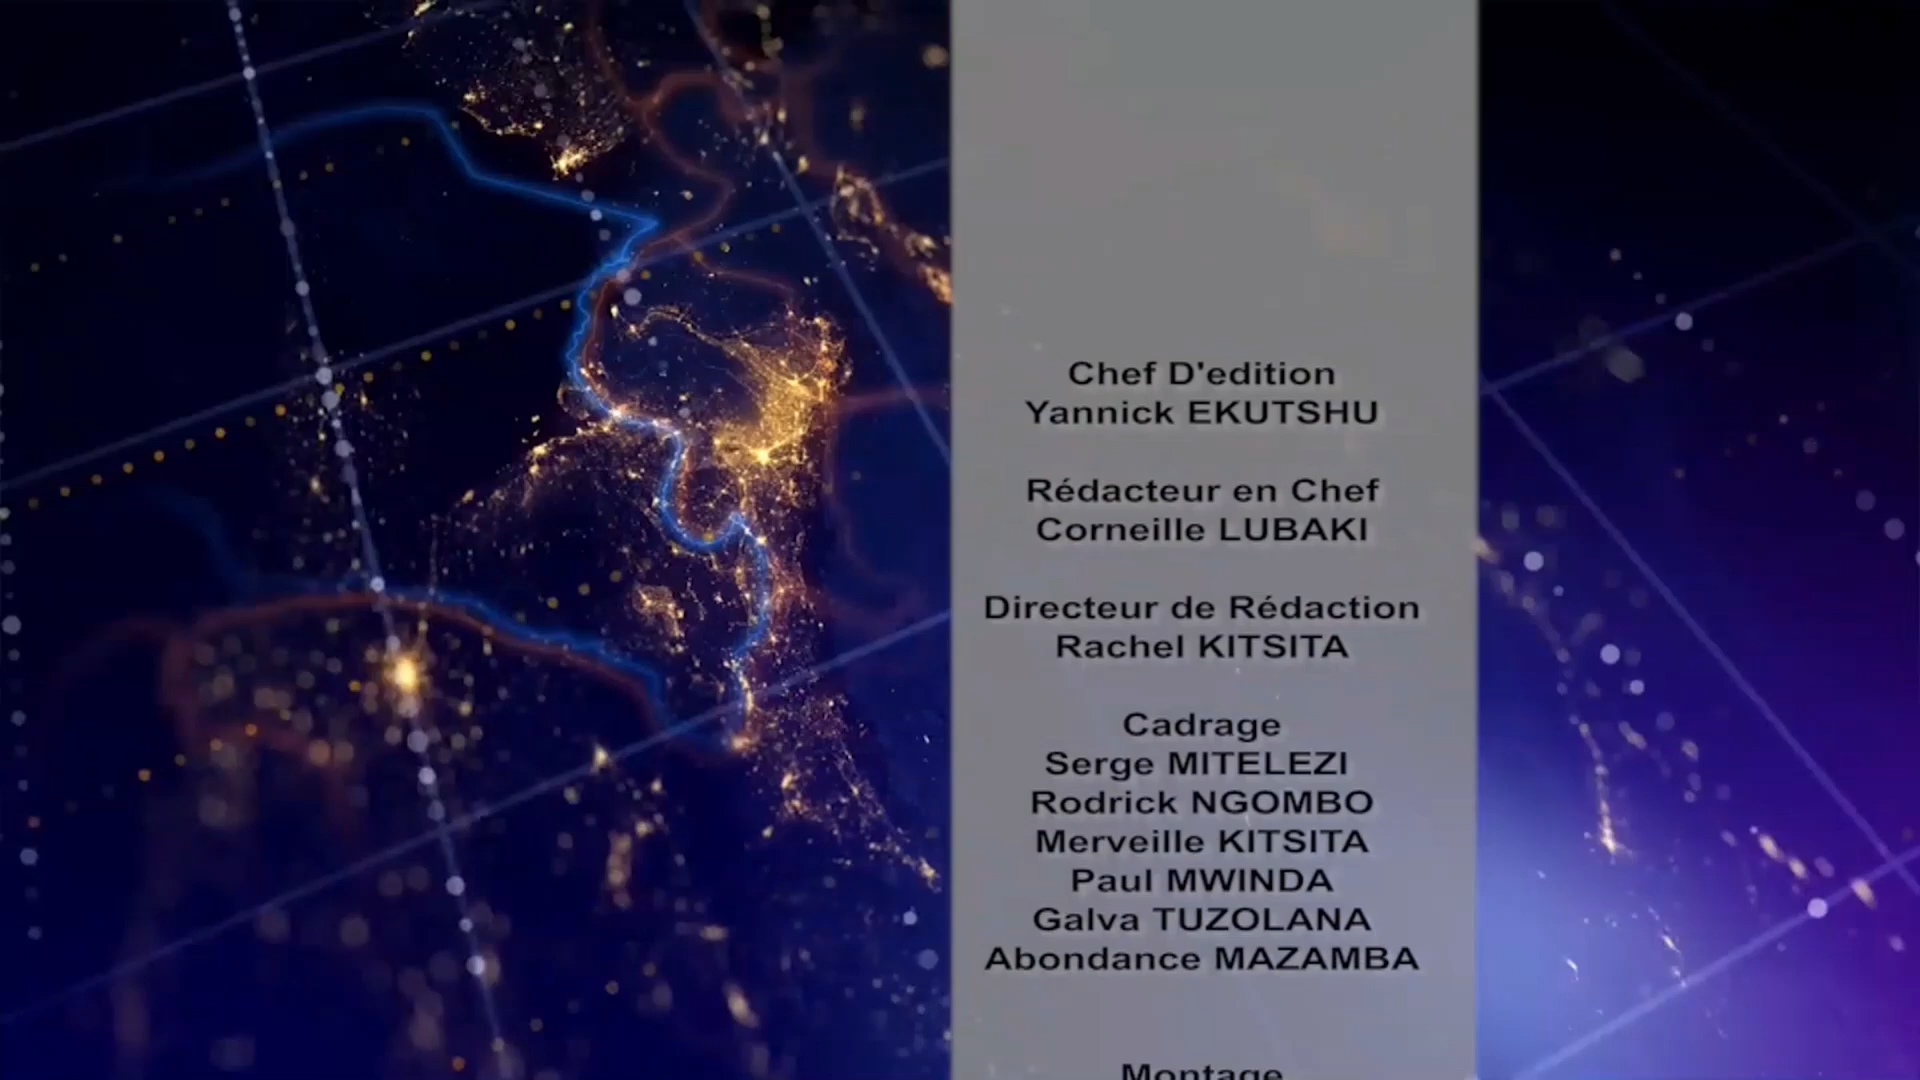 Chef D'edition
Yannick EKUTSHU
Rédacteur en Chef
Corneille LUBAKI
Directeur de Rédaction
Rachel KITSITA
Cadrage
Serge MITELEZI
Rodrick NGOMBO
Merveille KITSITA
Paul MWINDA
Galva TUZOLANA
Abondance MAZAMBA
Montage